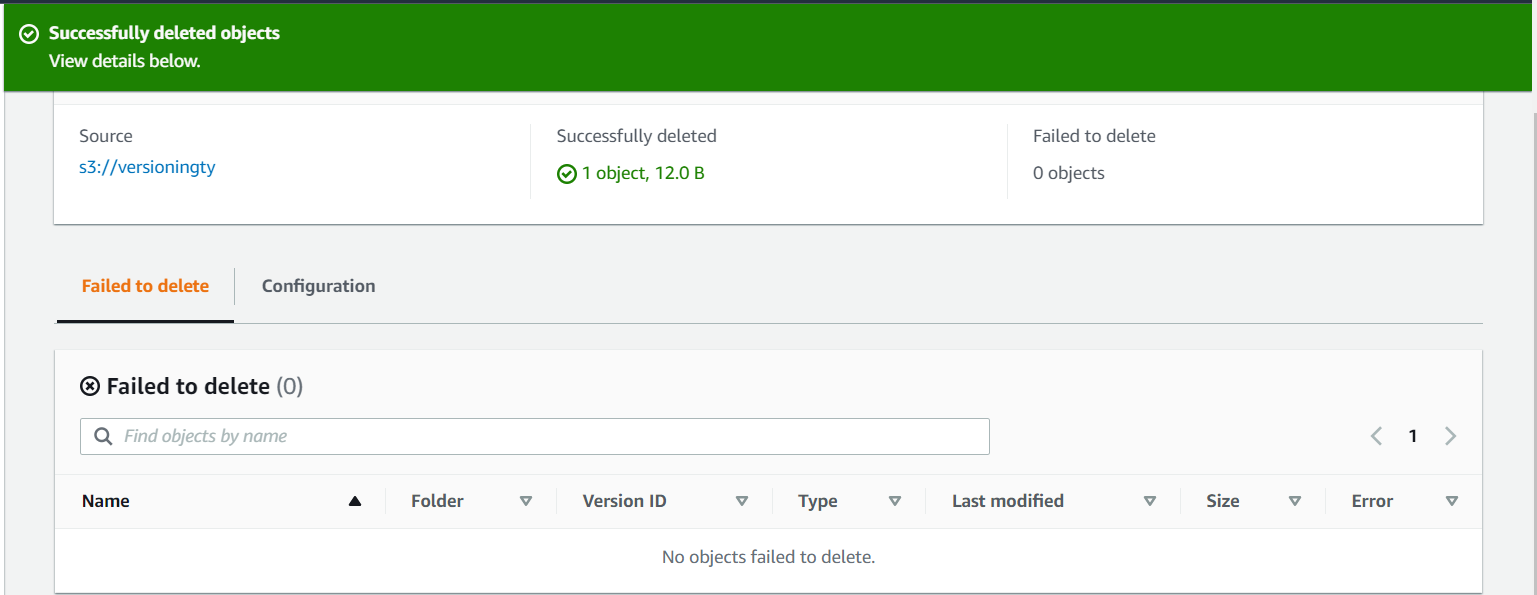 Successfully deleted objects
View details below.
Source
Successfully deleted
Failed to delete
s3://versioningty
1 object, 12.0 B
0 objects
Failed to delete
Configuration
Failed to delete (0)
Find objects by name
1
Name
Folder
Version ID
Type
Last modified
Size
Error
No objects failed to delete.